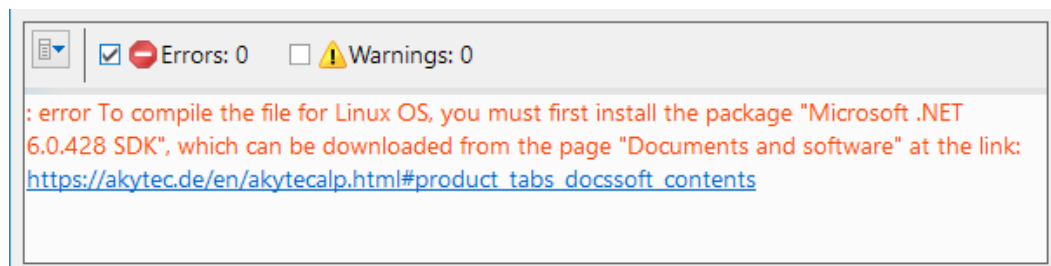 Errors: 0 Warnings: 0
: error To compile the file for Linux OS, you must first install the package "Microsoft .NET
6.0.428 SDK", which can be downloaded from the page "Documents and software" at the link:
https://akytec.de/en/akytecalp.html#product_tabs_docssoft_contents